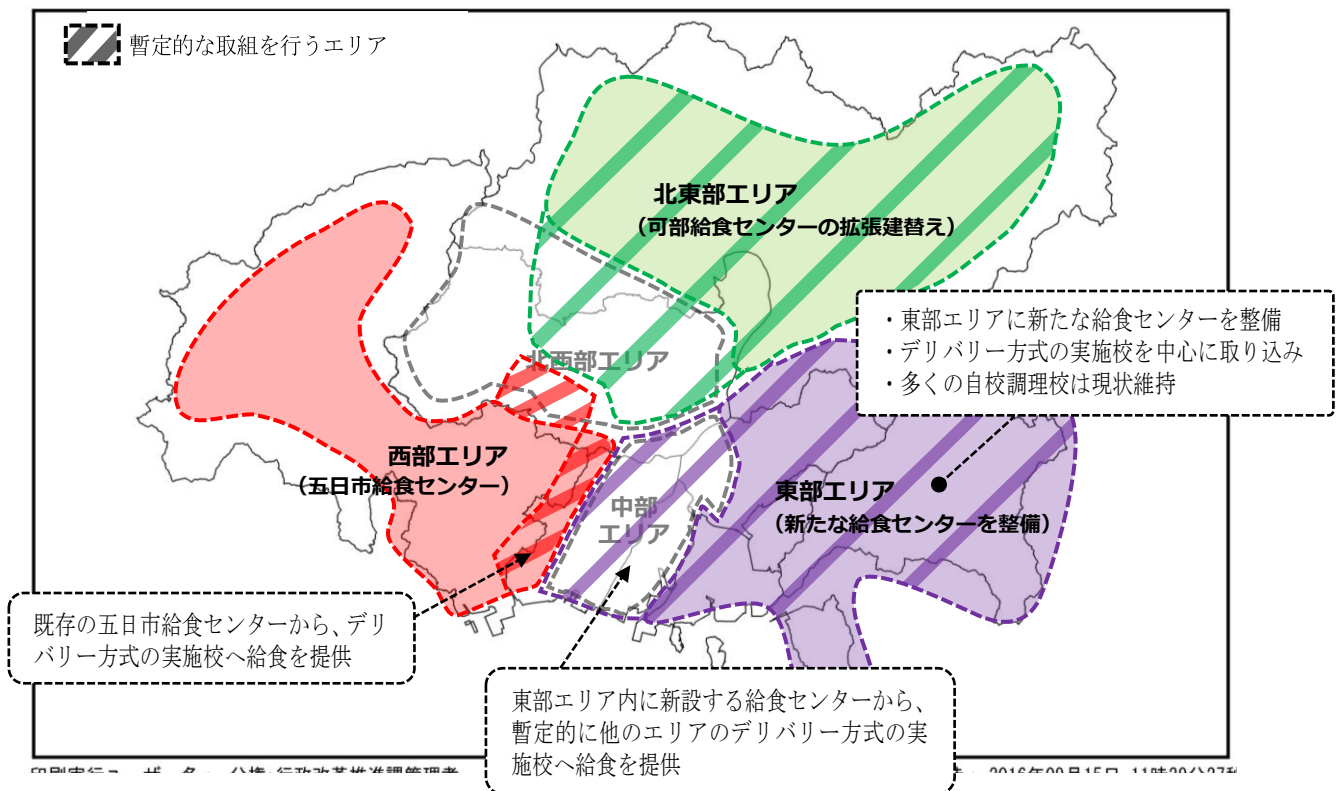 暫定的な取組を行うエリア
北東部エリア
（可部給食センターの拡張建替え）
・東部エリアに新たな給食センターを整備
・デリバリー方式の実施校を中心に取り込み
・多くの自校調理校は現状維持
北西部エリア
西部エリア
（五日市給食センター）
中部
エリア
東部エリア
（新たな給食センターを整備）
既存の五日市給食センターから、デリ
バリー方式の実施校へ給食を提供
東部エリア内に新設する給食センターから、
暫定的に他のエリアのデリバリー方式の実
施校へ給食を提供